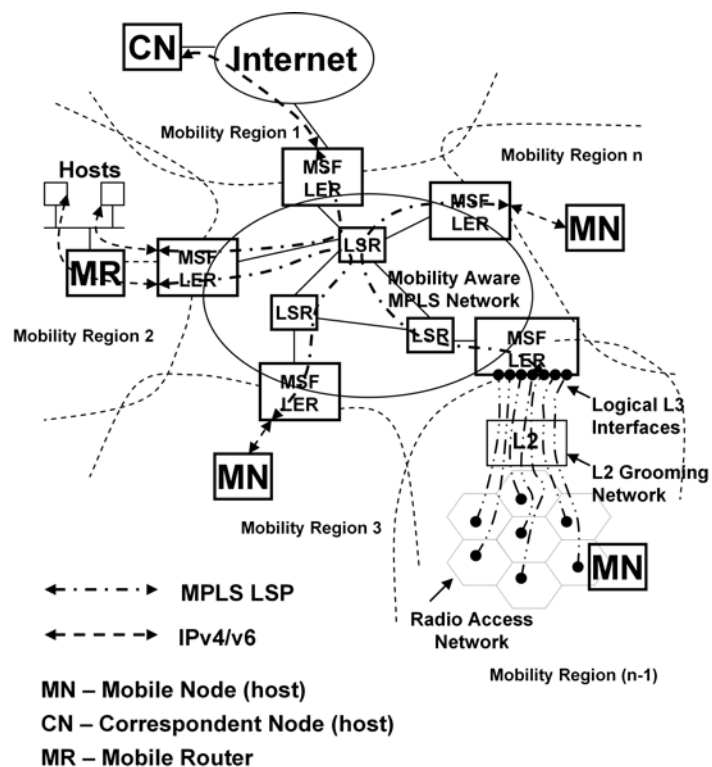 CN
Internet
Mobility Region 1
Mobility Region n
Hosts
MSF
LER
MSF
LER
MN
LSR
MR
MSF
LER
Mobility Aware
MPLS Network
Mobility Region 2
LSR
LSR
MSF
LER
MSF
LER
Logical L3
Interfaces
L2
MN
L2 Grooming
Network
Mobility Region 3
MN
Radio Access
Network
MPLS LSP
IPv4/v6
Mobility Region (n-1)
MN – Mobile Node (host)
CN – Correspondent Node (host)
MR – Mobile Router